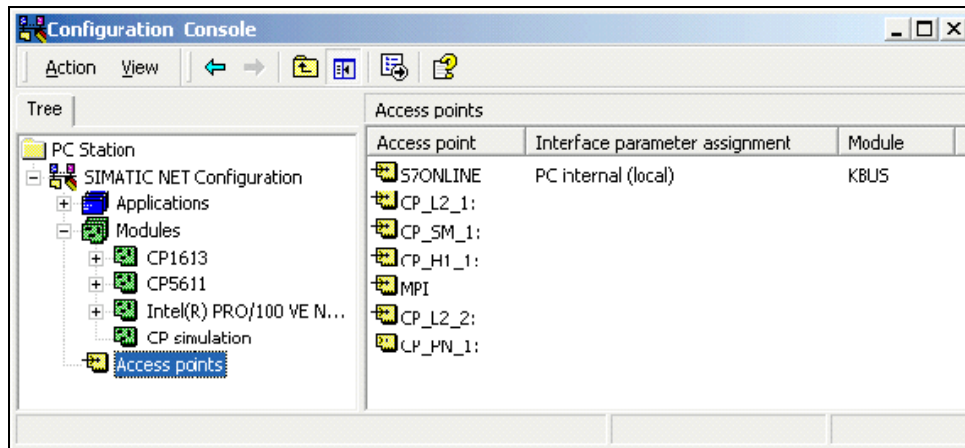 Configuration Console
Action View
Tree
Access points
PC Station
SIMATIC NET Configuration
Applications
Modules
CP1613
CP5611
Intel(R) PRO/100 VE N...
CP simulation
Access points
Access point Interface parameter assignment Module
S7ONLINE PC internal (local) KBUS
CP_L2_1:
CP_SM_1:
CP_H1_1:
MPI
CP_L2_2:
CP_PN_1: